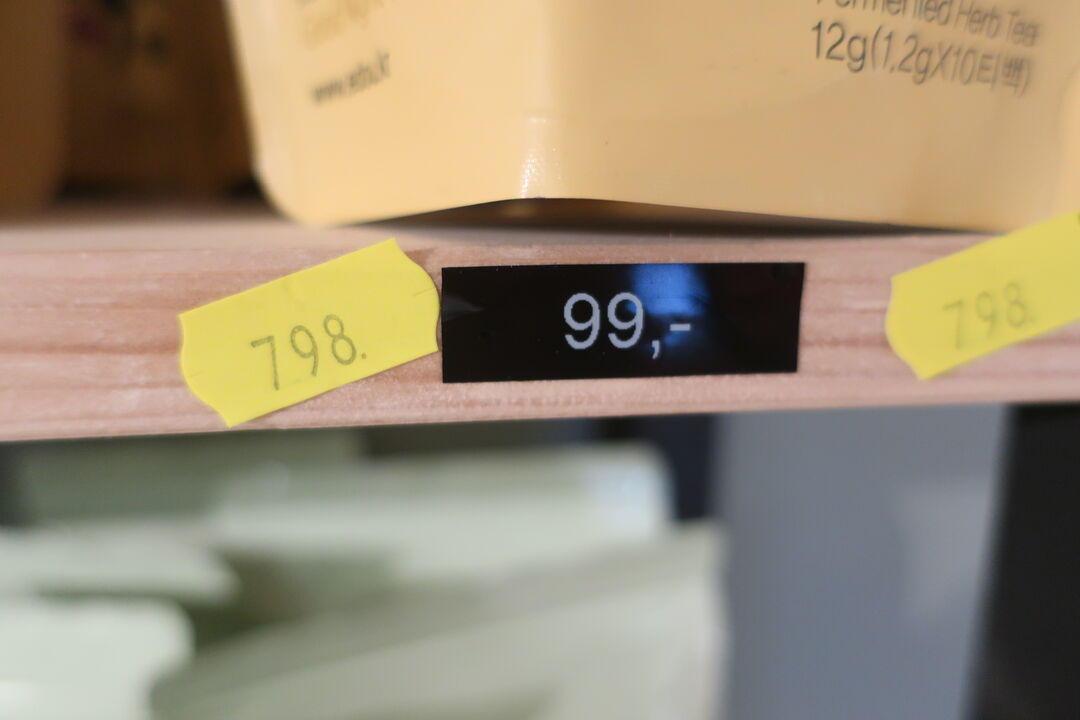 Fermented Herb Tea
12g(1.2gX10티백)
798.
99,-
798.